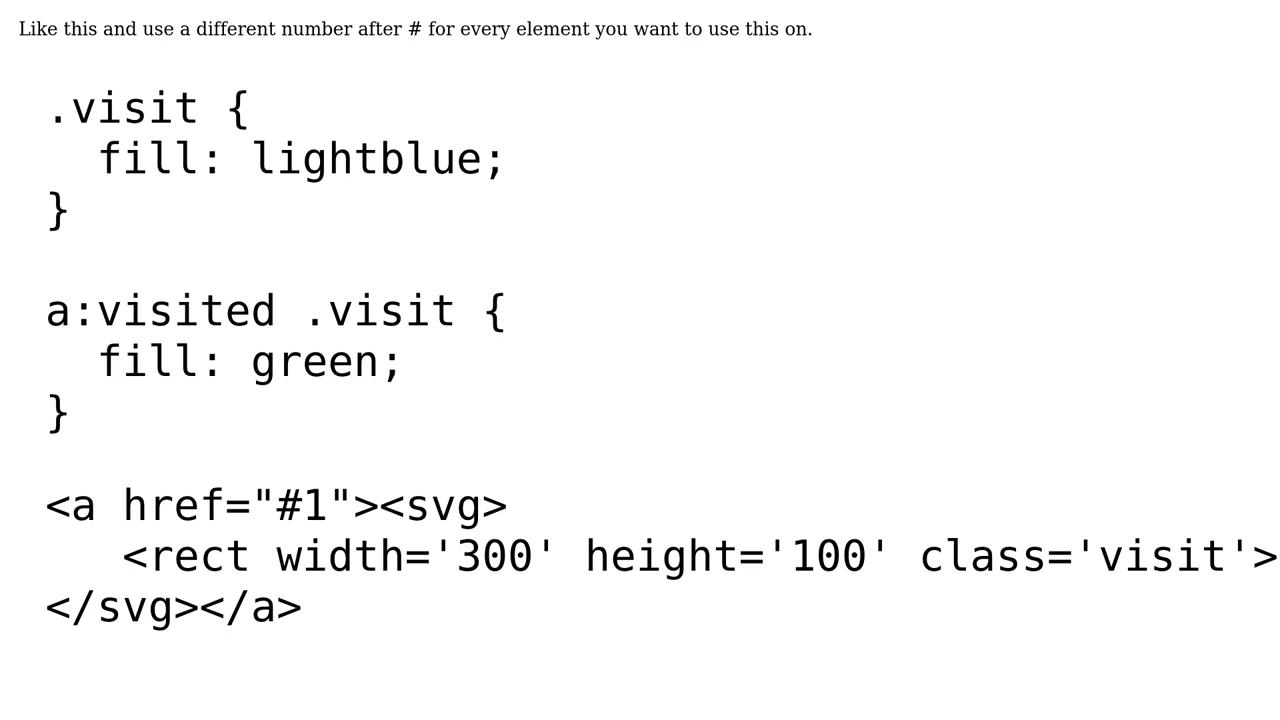 Like this and use a different number after # for every element you want to use this on.
.visit {
  fill: lightblue;
}
a:visited .visit {
  fill: green;
}
<a href="#1"><svg>
   <rect width='300' height='100' class='visit'>
</svg></a>